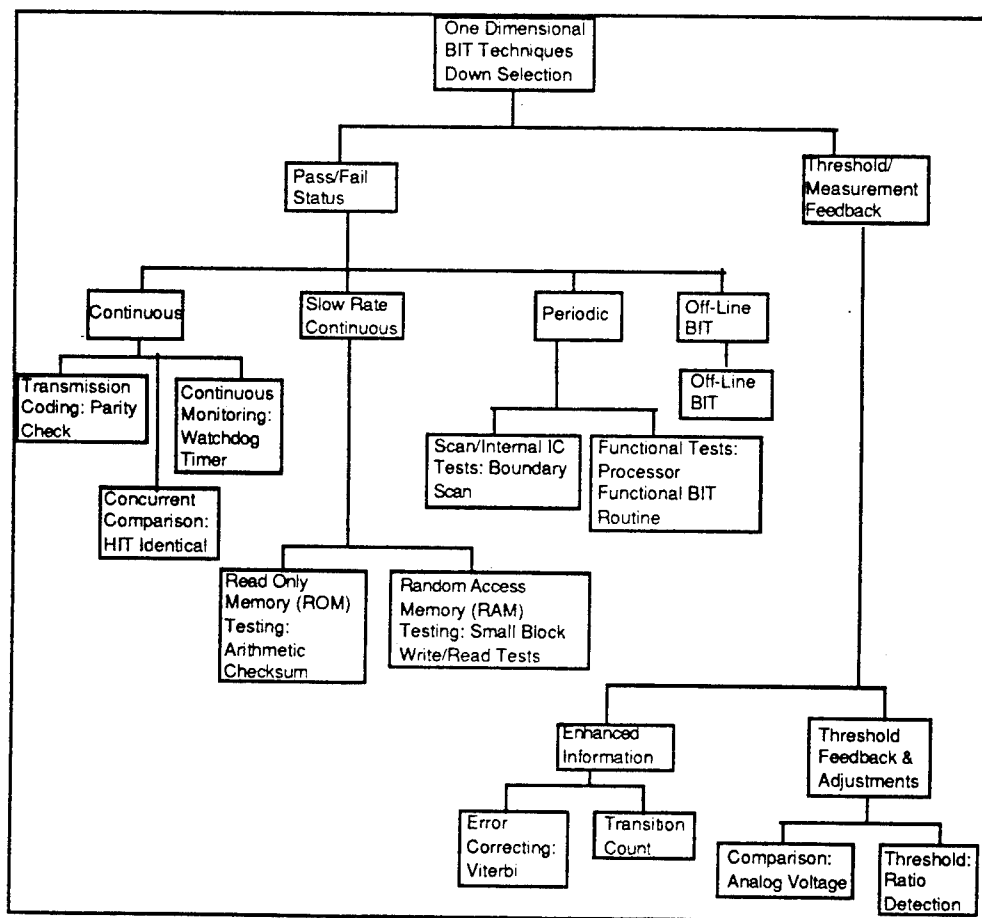 One Dimensional
BIT Techniques
Down Selection
Pass/Fail
Status
Threshold/
Measurement
Feedback
Continuous
Slow Rate
Continuous
Periodic
Off-Line
BIT
Off-Line
BIT
Transmission
Coding: Parity
Check
Continuous
Monitoring:
Watchdog
Timer
Concurrent
Comparison:
HIT Identical
Scan/Internal IC
Tests: Boundary
Scan
Functional Tests:
Processor
Functional BIT
Routine
Read Only
Memory (ROM)
Testing:
Arithmetic
Checksum
Random Access
Memory (RAM)
Testing: Small Block
Write/Read Tests
Enhanced
Information
Threshold
Feedback &
Adjustments
Error
Correcting:
Viterbi
Transition
Count
Comparison:
Analog Voltage
Threshold:
Ratio
Detection